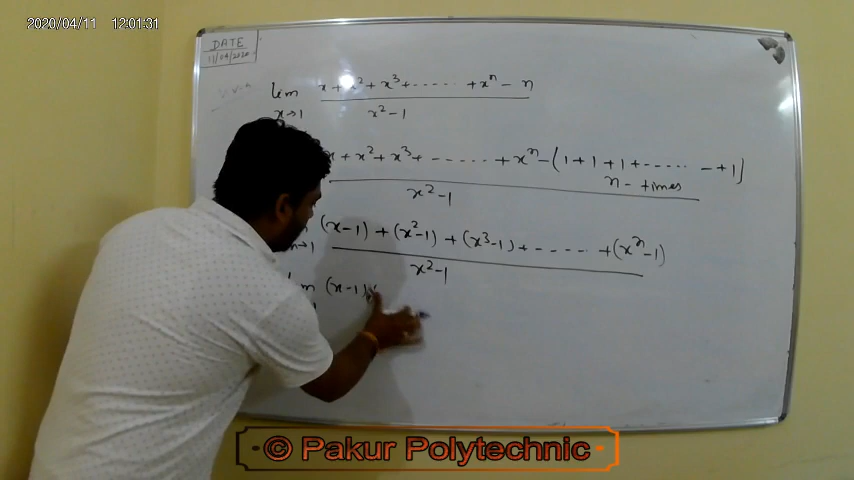 2020/04/11 12:01:31
DATE
11/04/2020
V.V.I
lim x + x² + x³ + ------ + xⁿ - n
x→1 x² - 1
x + x² + x³ + ------ + xⁿ - (1 + 1 + 1 + ------ + 1)
n - times
x² - 1
(x-1) + (x²-1) + (x³-1) + ------ + (xⁿ-1)
x→1 x² - 1
(x-1)
© Pakur Polytechnic